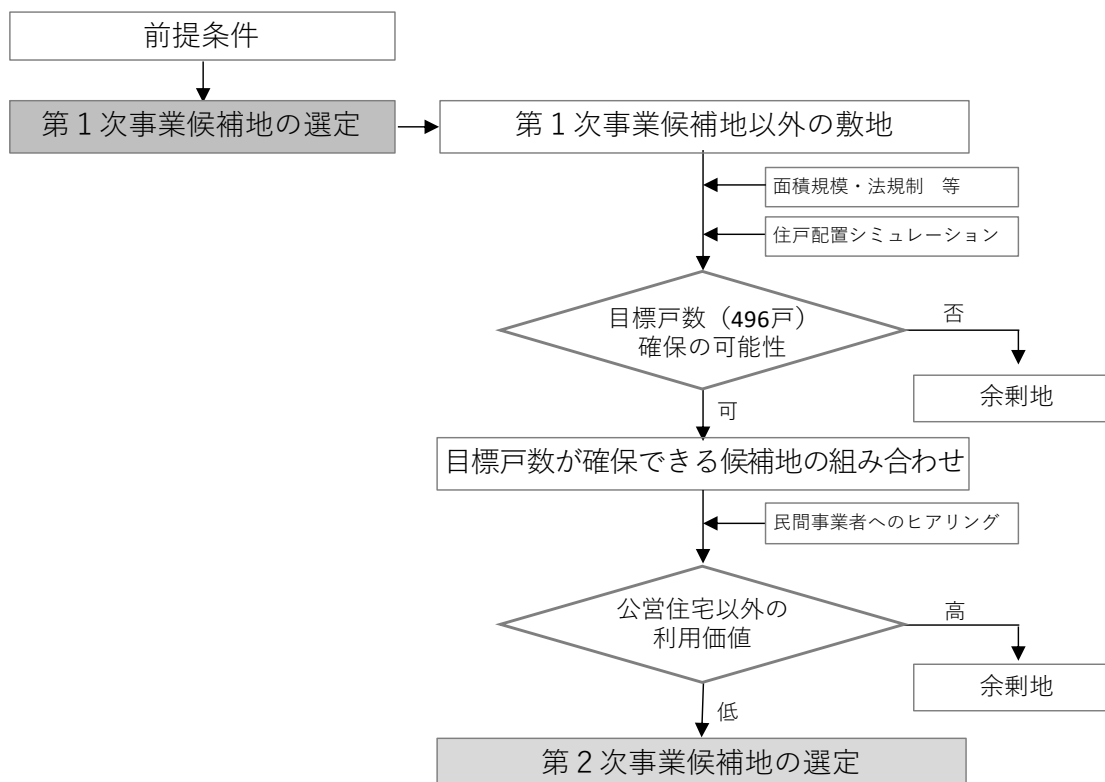 前提条件
第1次事業候補地の選定
第1次事業候補地以外の敷地
面積規模・法規制　等
住戸配置シミュレーション
目標戸数（496戸）
確保の可能性
否
余剰地
可
目標戸数が確保できる候補地の組み合わせ
民間事業者へのヒアリング
公営住宅以外の
利用価値
高
余剰地
低
第2次事業候補地の選定